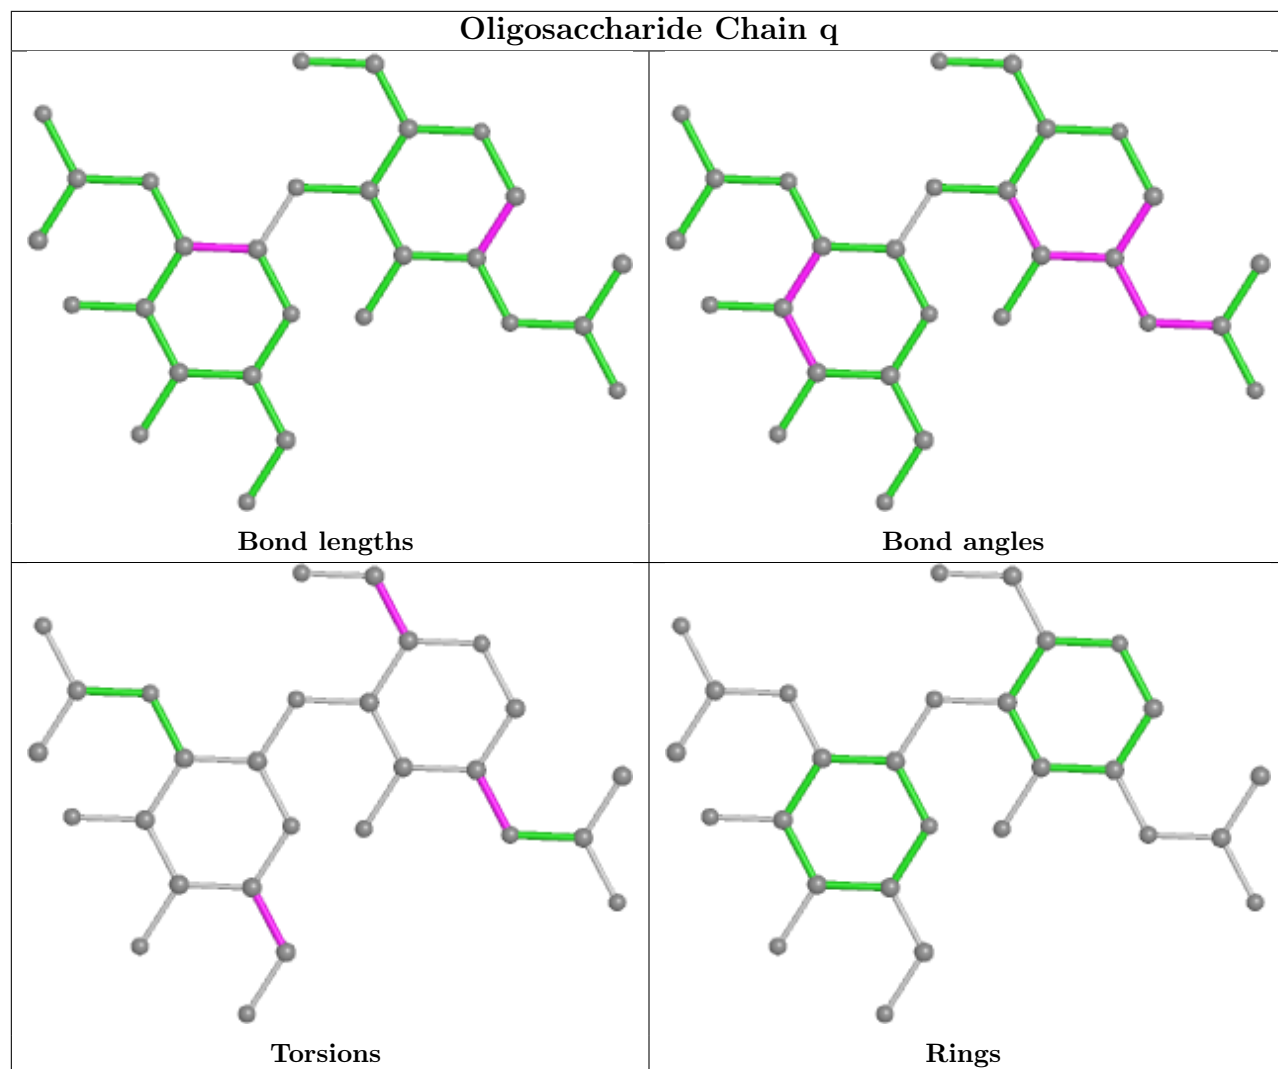 Oligosaccharide Chain q
Bond lengths
Bond angles
Torsions
Rings